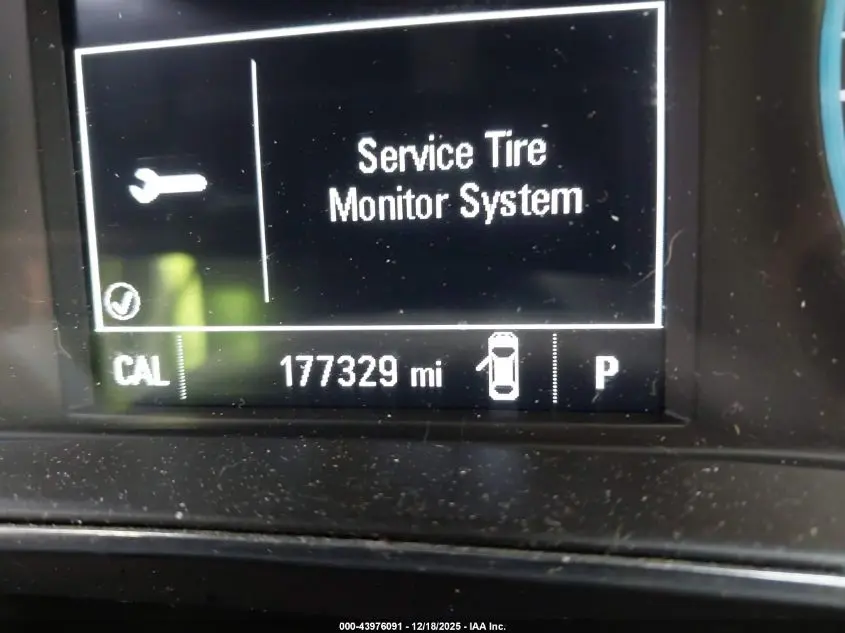 Service Tire
Monitor System
CAL 177329 mi P
000-43976091 - 12/18/2025 - IAA Inc.